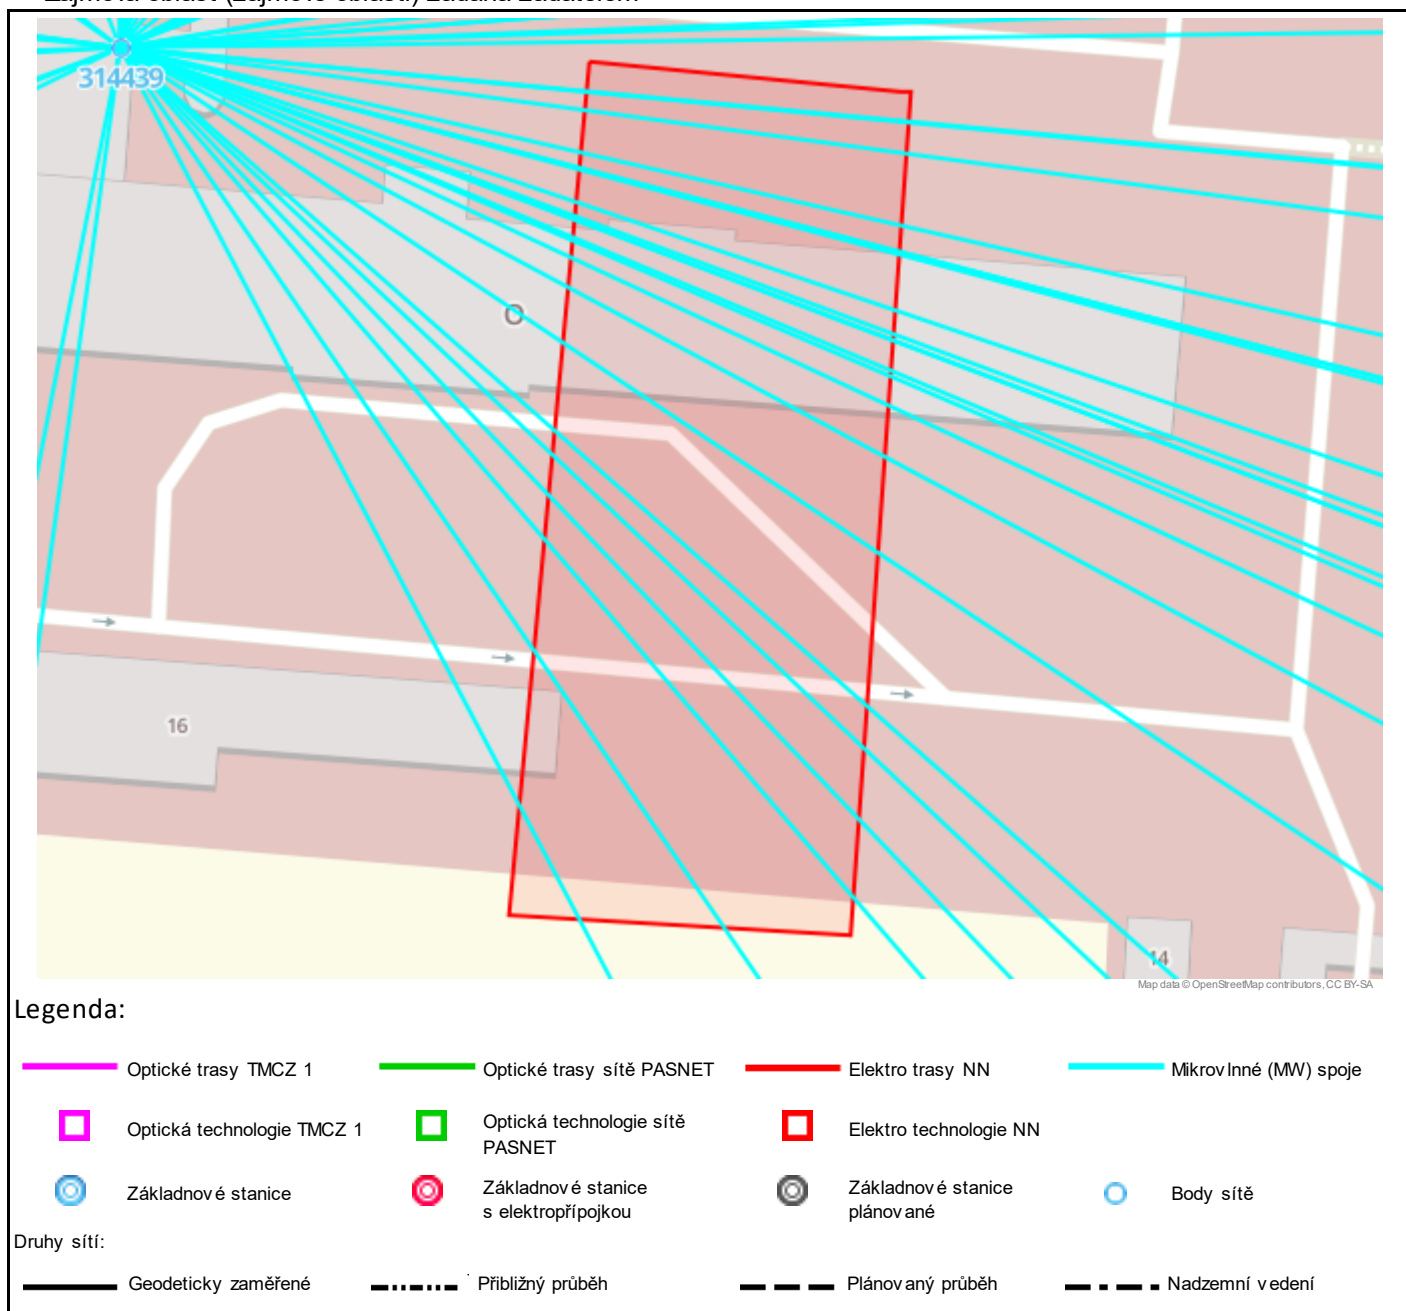 314439
O
16
14
Map data © OpenStreetMap contributors, CC BY-SA
Legenda:
Optické trasy TMCZ 1
Optické trasy sítě PASNET
Elektro trasy NN
Mikrovlnné (MW) spoje
Optická technologie TMCZ 1
Optická technologie sítě
PASNET
Elektro technologie NN
Základnové stanice
Základnové stanice
s elektropřípojkou
Základnové stanice
plánované
Body sítě
Druhy sítí:
Geodeticky zaměřené
Přibližný průběh
Plánovaný průběh
Nadzemní vedení